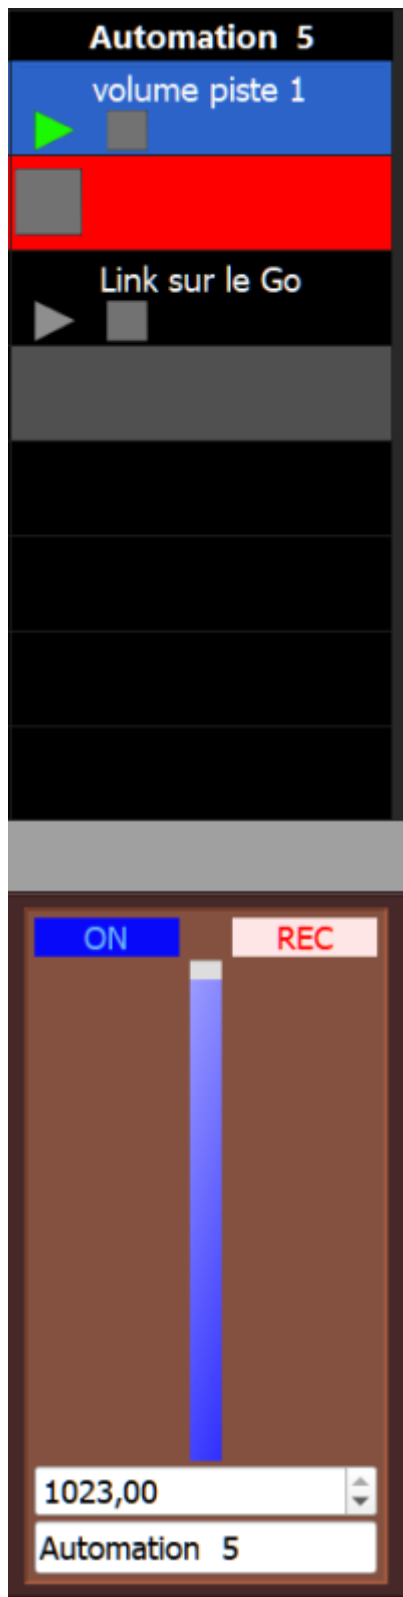 Automation 5
volume piste 1
Link sur le Go
ON REC
1023,00
Automation 5